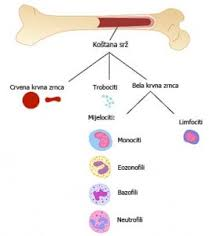 Koštana srž
Crvena krvna zrnca
Trobociti
Bela krvna zrnca
Mijelociti:
Monociti
Limfociti
Eozonofili
Bazofili
Neutrofili